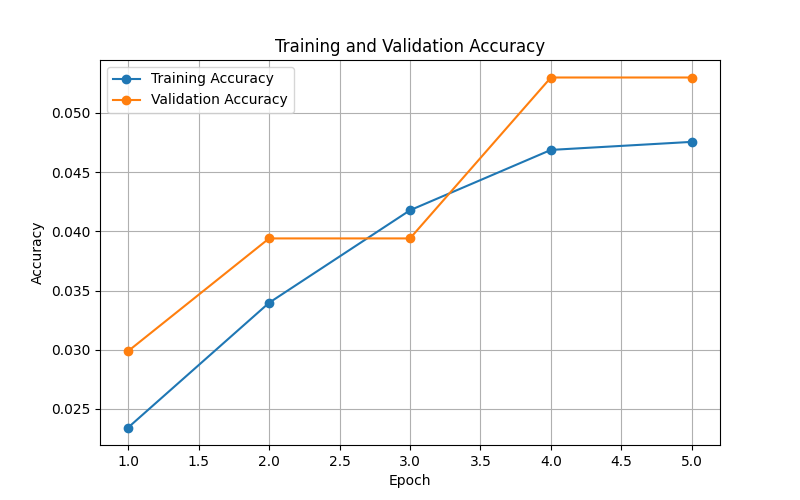 Training and Validation Accuracy
Training Accuracy
Validation Accuracy
0.050
0.045
0.040
0.035
0.030
0.025
Accuracy
1.0 1.5 2.0 2.5 3.0 3.5 4.0 4.5 5.0
Epoch